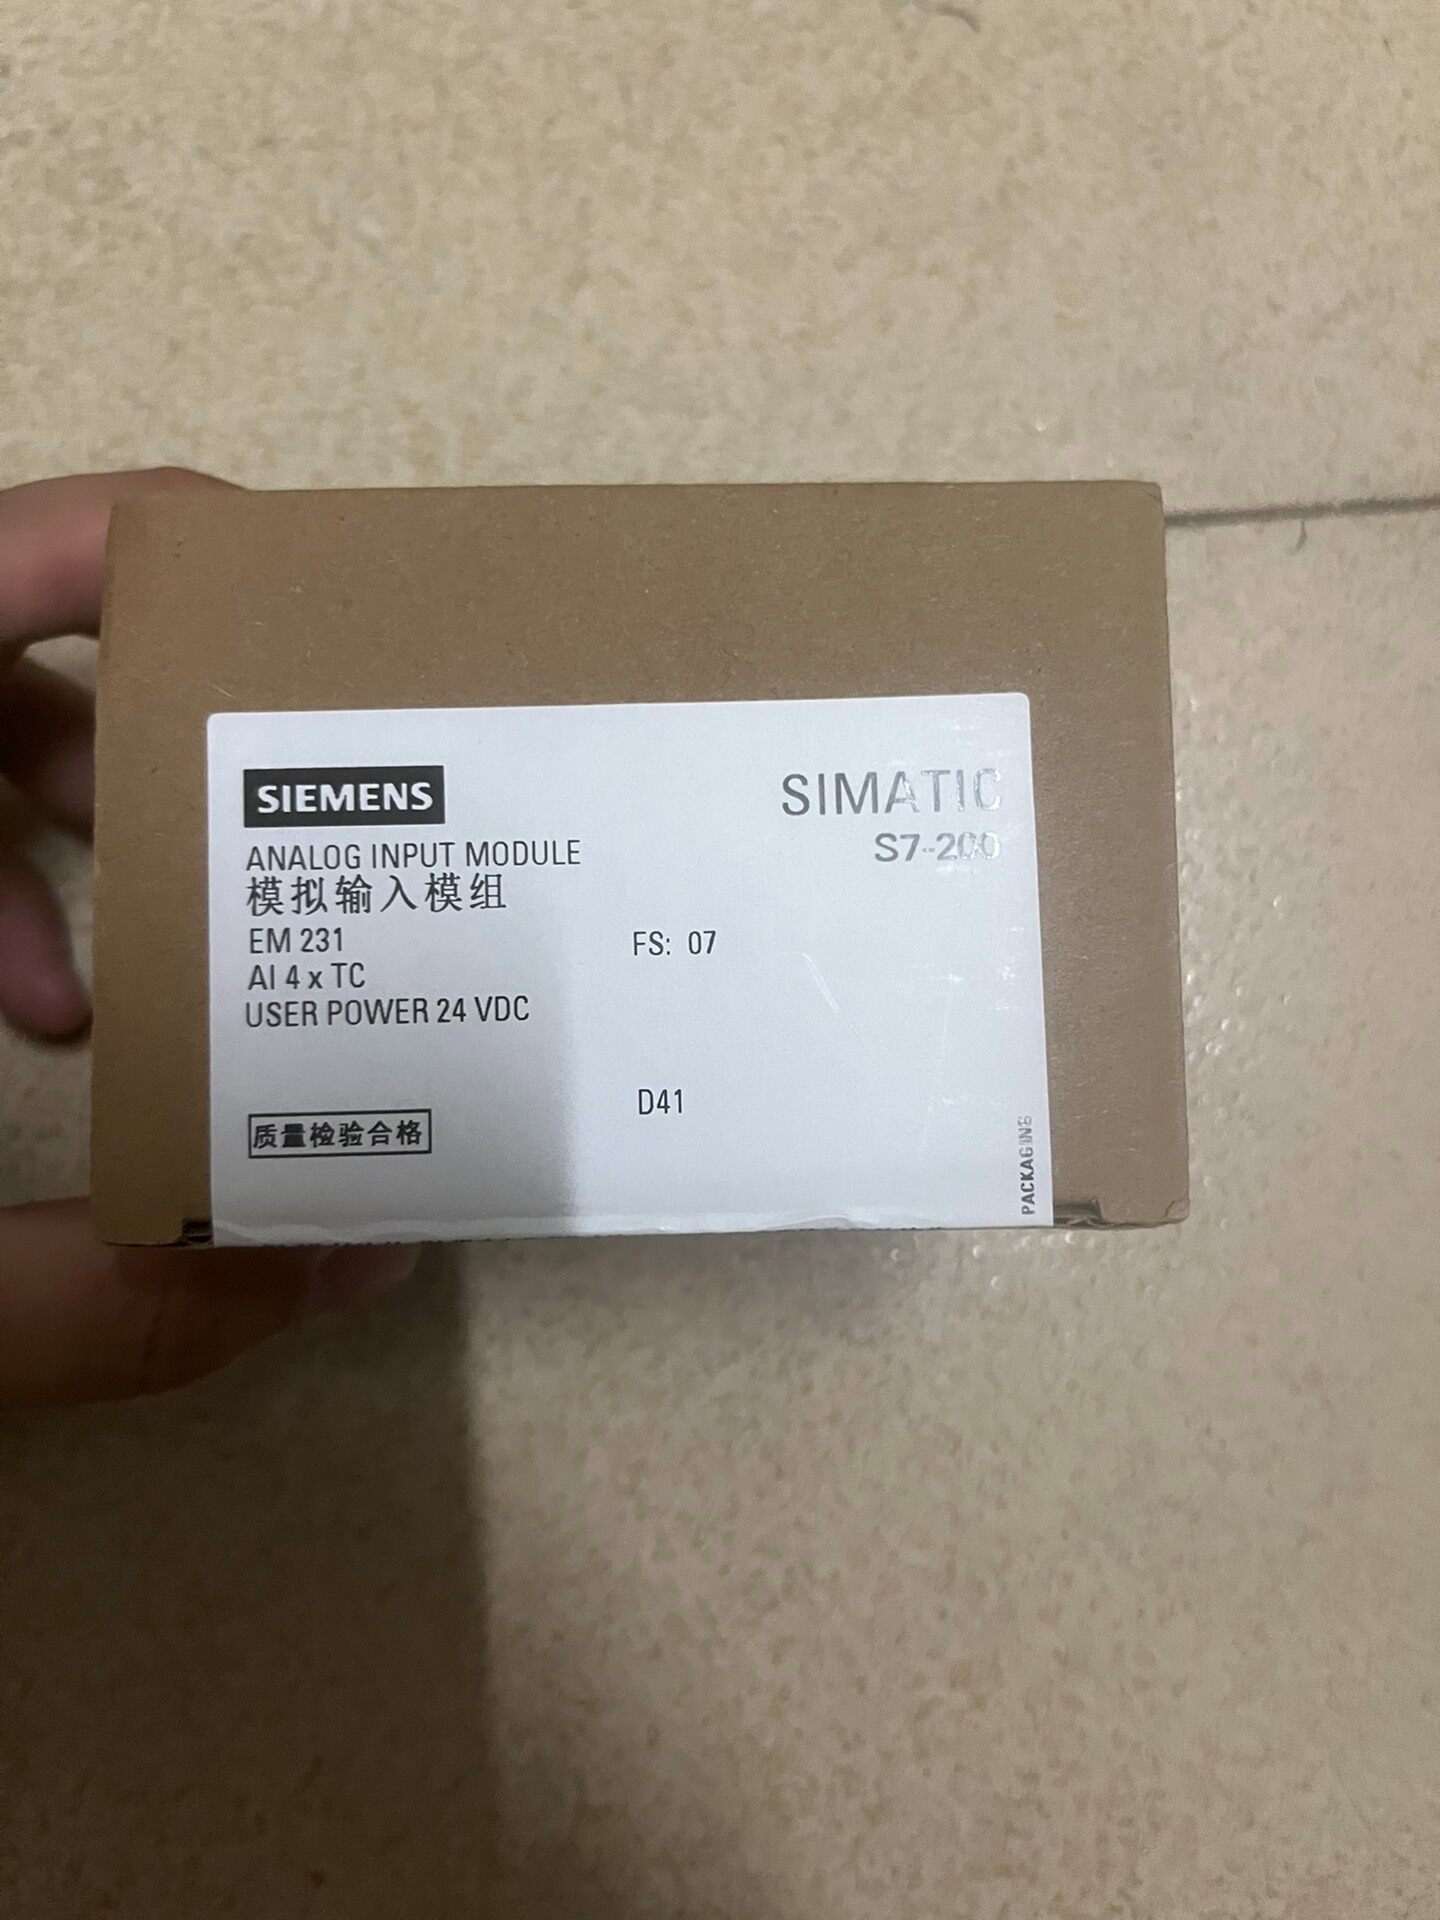 SIEMENS
SIMATIC
S7-200
ANALOG INPUT MODULE
模拟输入模组
EM 231
FS: 07
AI 4 x TC
USER POWER 24 VDC
D41
质量检验合格
PACKAGING